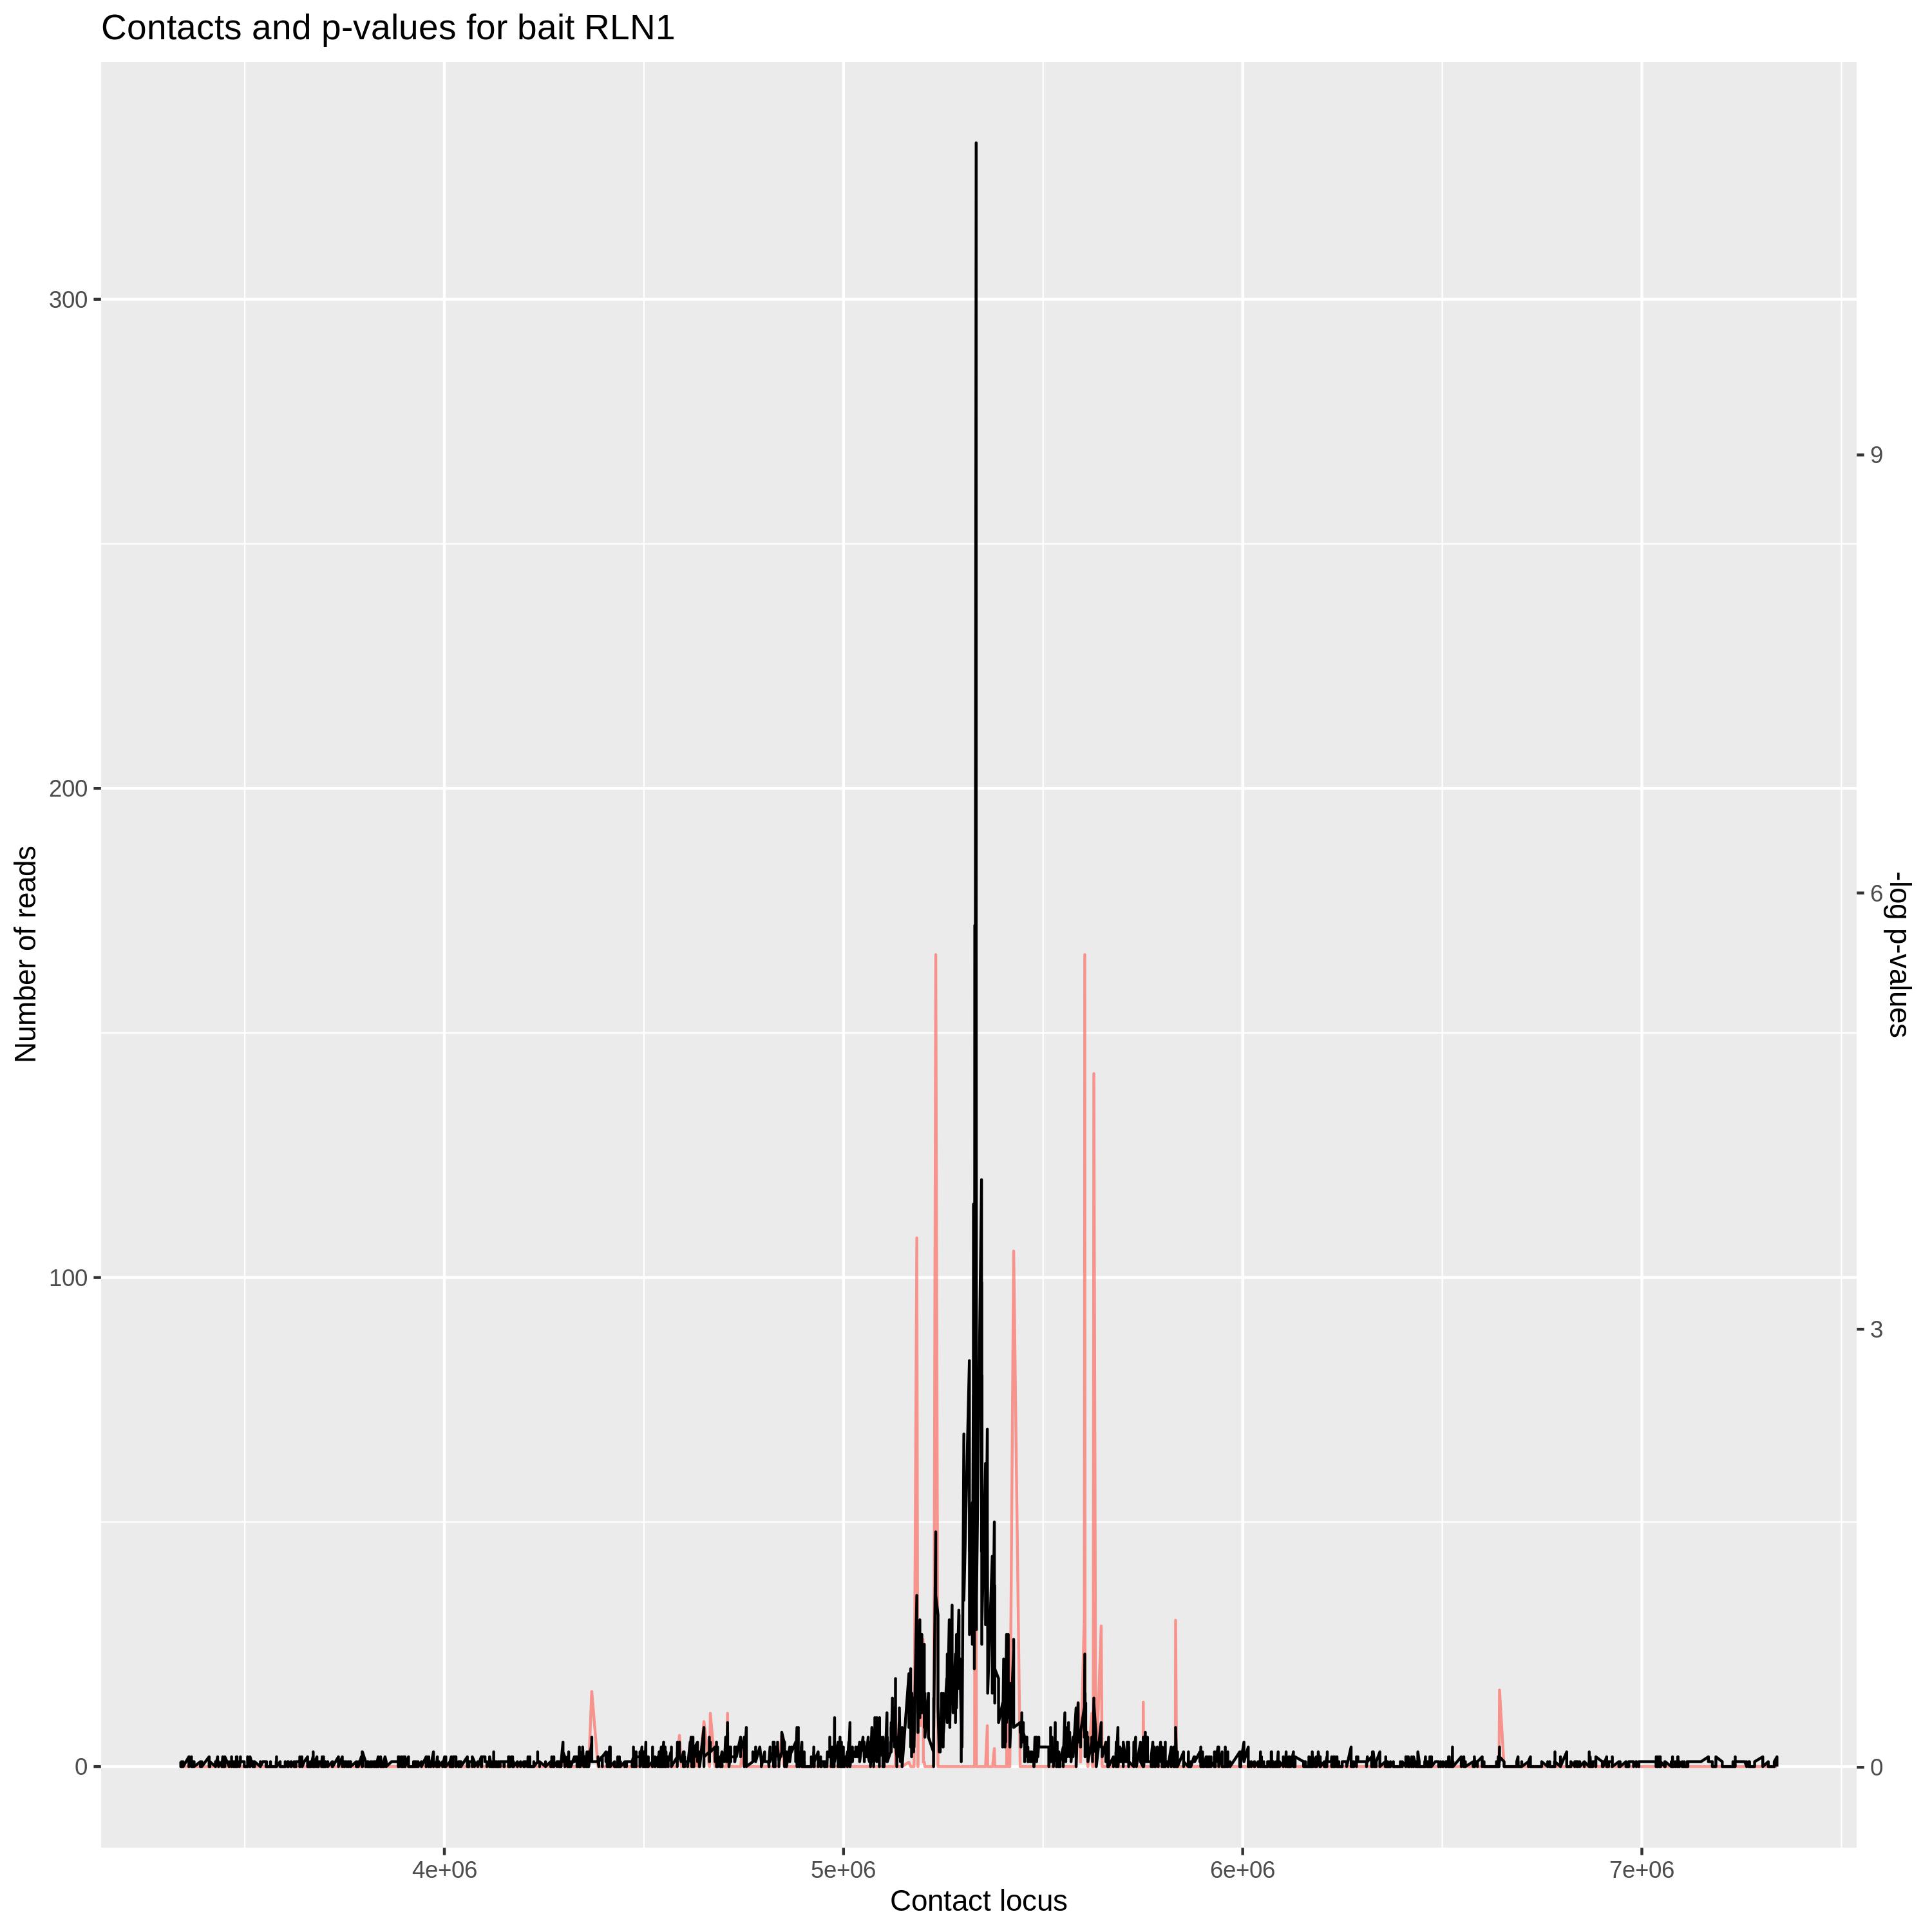 Contacts and p-values for bait RLN1
Number of reads
300
200
100
0
-log p-values
9
6
3
0
4e+06
5e+06
6e+06
7e+06
Contact locus